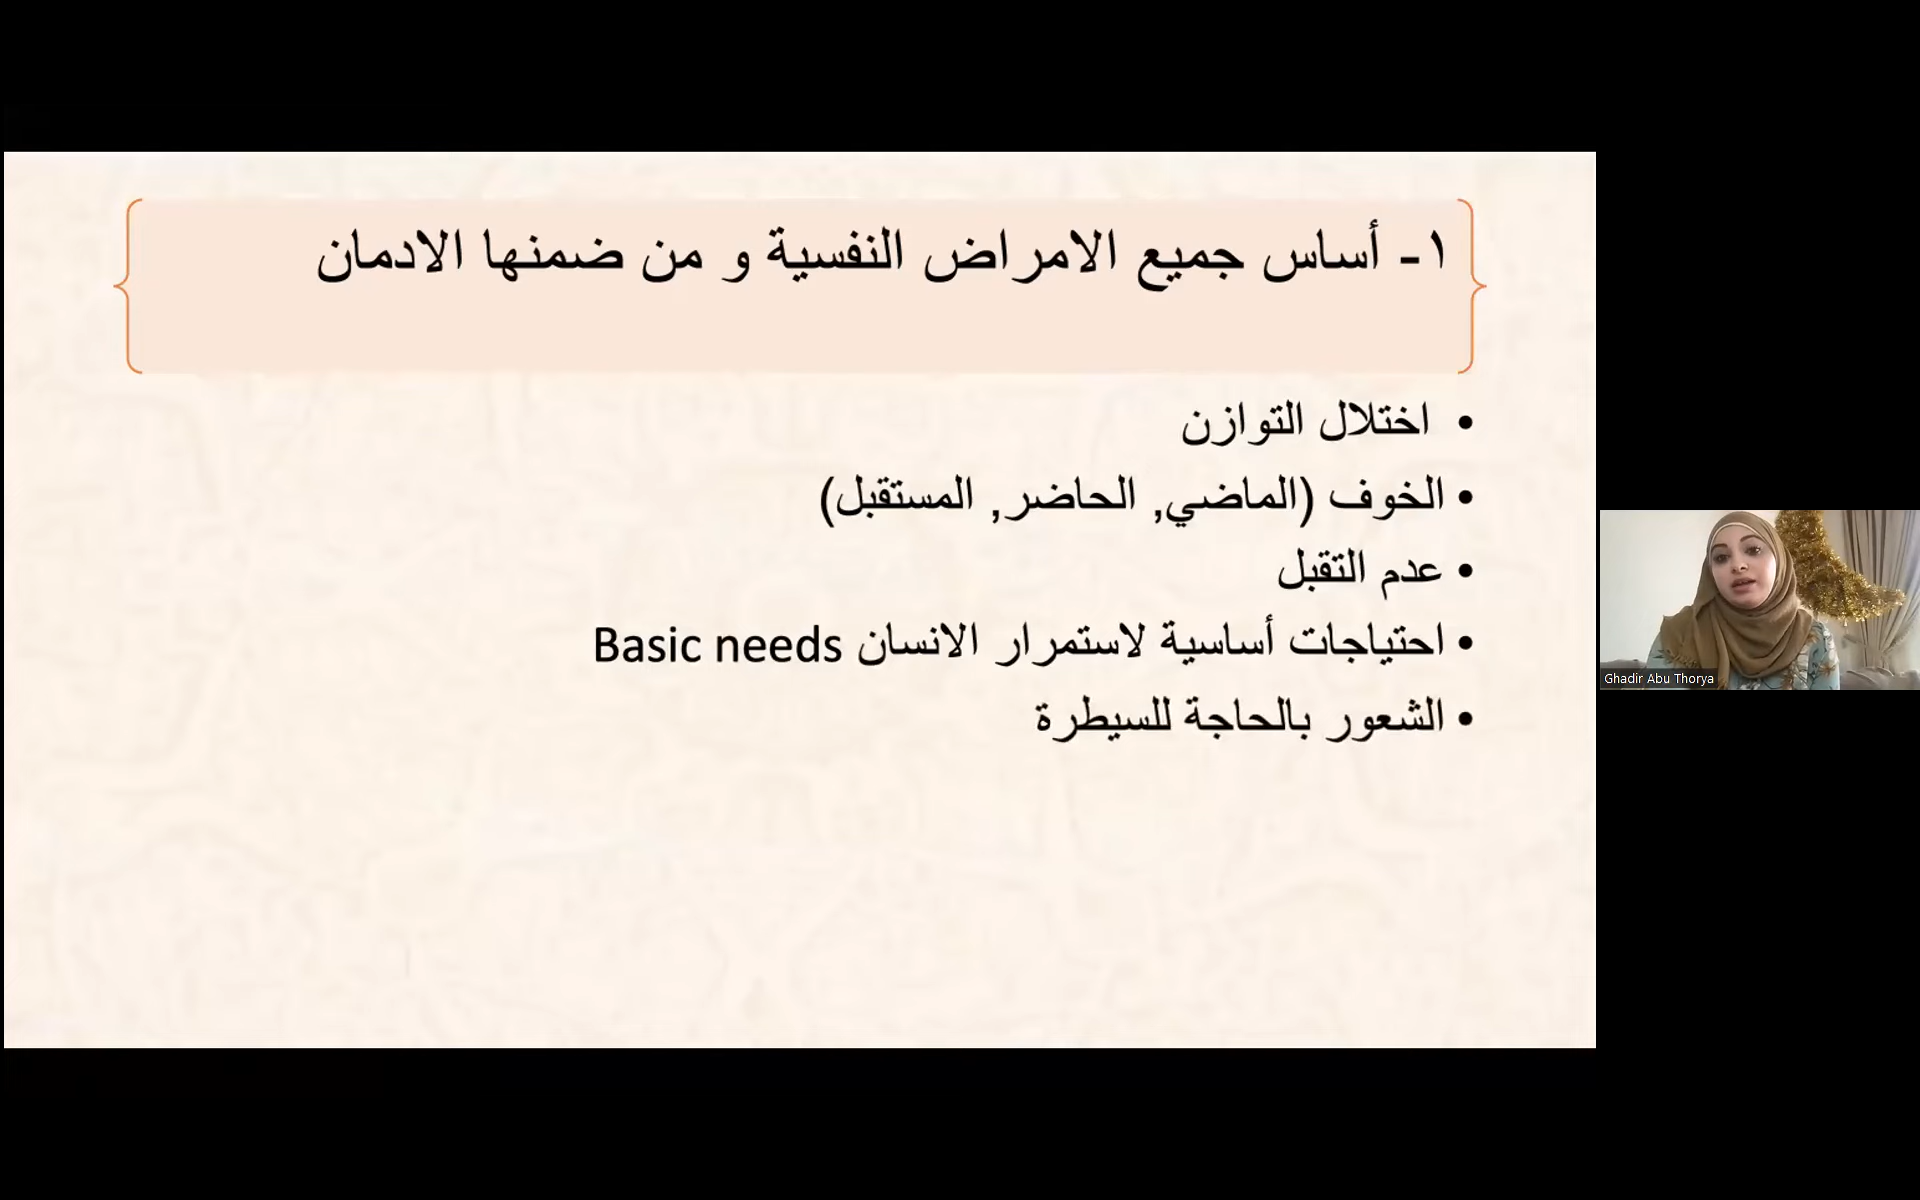 ١- أساس جميع الامراض النفسية و من ضمنها الادمان
• اختلال التوازن
• الخوف (الماضي, الحاضر, المستقبل)
• عدم التقبل
• احتياجات أساسية لاستمرار الانسان Basic needs
• الشعور بالحاجة للسيطرة
Ghadir Abu Thorya